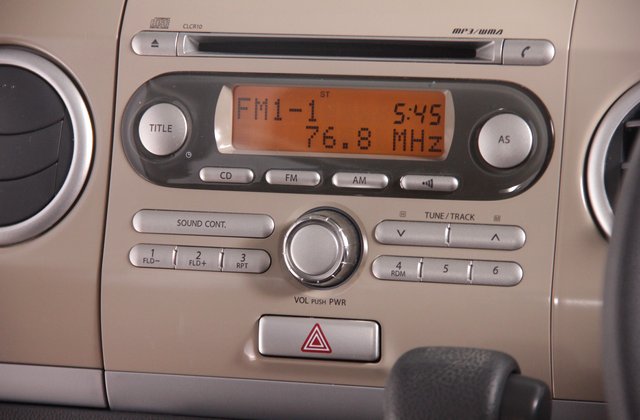 CLCR10
MP3/WMA
ST
FM1-1 5:45
76.8 MHz
TITLE
AS
CD
FM
AM
SOUND CONT.
TUNE/TRACK
1 2 3
FLD- FLD+ RPT
4 5 6
RDM
VOL PUSH PWR